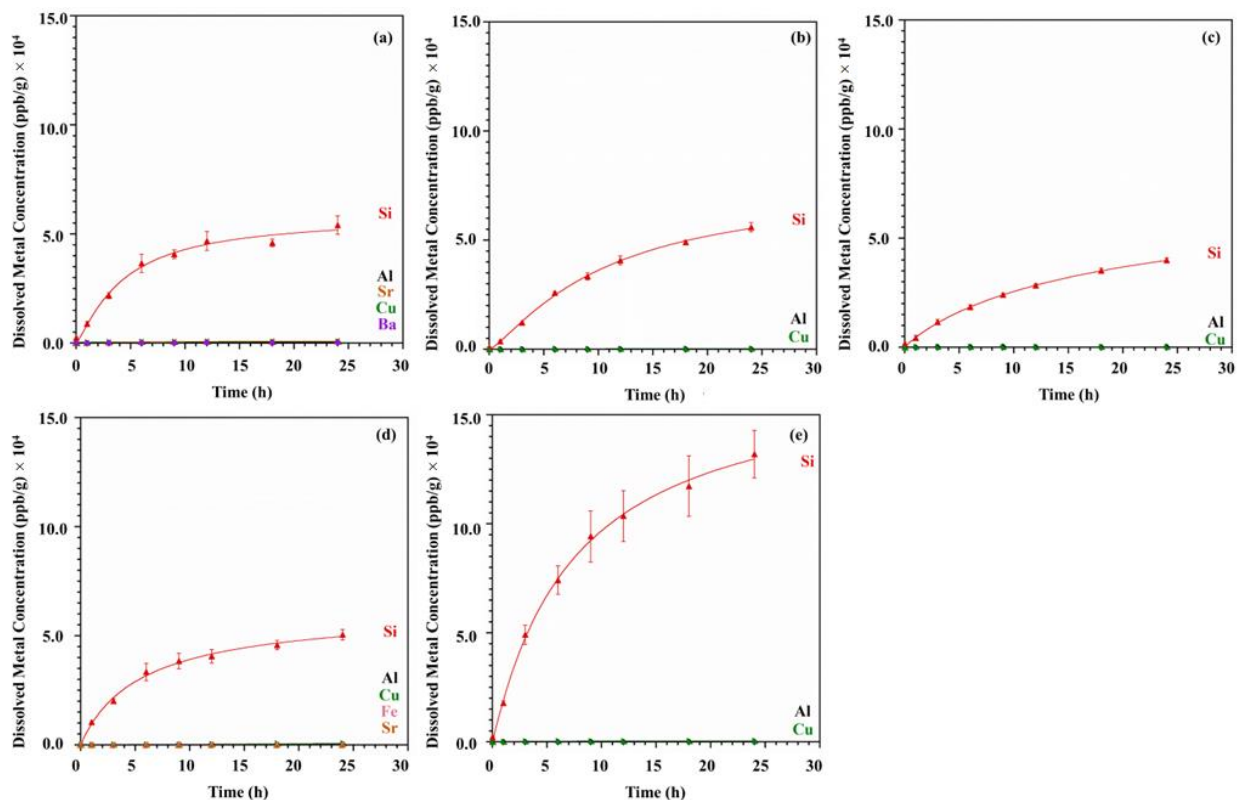 Dissolved Metal Concentration (ppb/g) × 10⁴
15.0
10.0
5.0
0.0
(a)
Si
Al
Sr
Cu
Ba
0 5 10 15 20 25 30
Time (h)
Dissolved Metal Concentration (ppb/g) × 10⁴
15.0
10.0
5.0
0.0
(b)
Si
Al
Cu
0 5 10 15 20 25 30
Time (h)
Dissolved Metal Concentration (ppb/g) × 10⁴
15.0
10.0
5.0
0.0
(c)
Si
Al
Cu
0 5 10 15 20 25 30
Time (h)
Dissolved Metal Concentration (ppb/g) × 10⁴
15.0
10.0
5.0
0.0
(d)
Si
Al
Cu
Fe
Sr
0 5 10 15 20 25 30
Time (h)
Dissolved Metal Concentration (ppb/g) × 10⁴
15.0
10.0
5.0
0.0
(e)
Si
Al
Cu
0 5 10 15 20 25 30
Time (h)